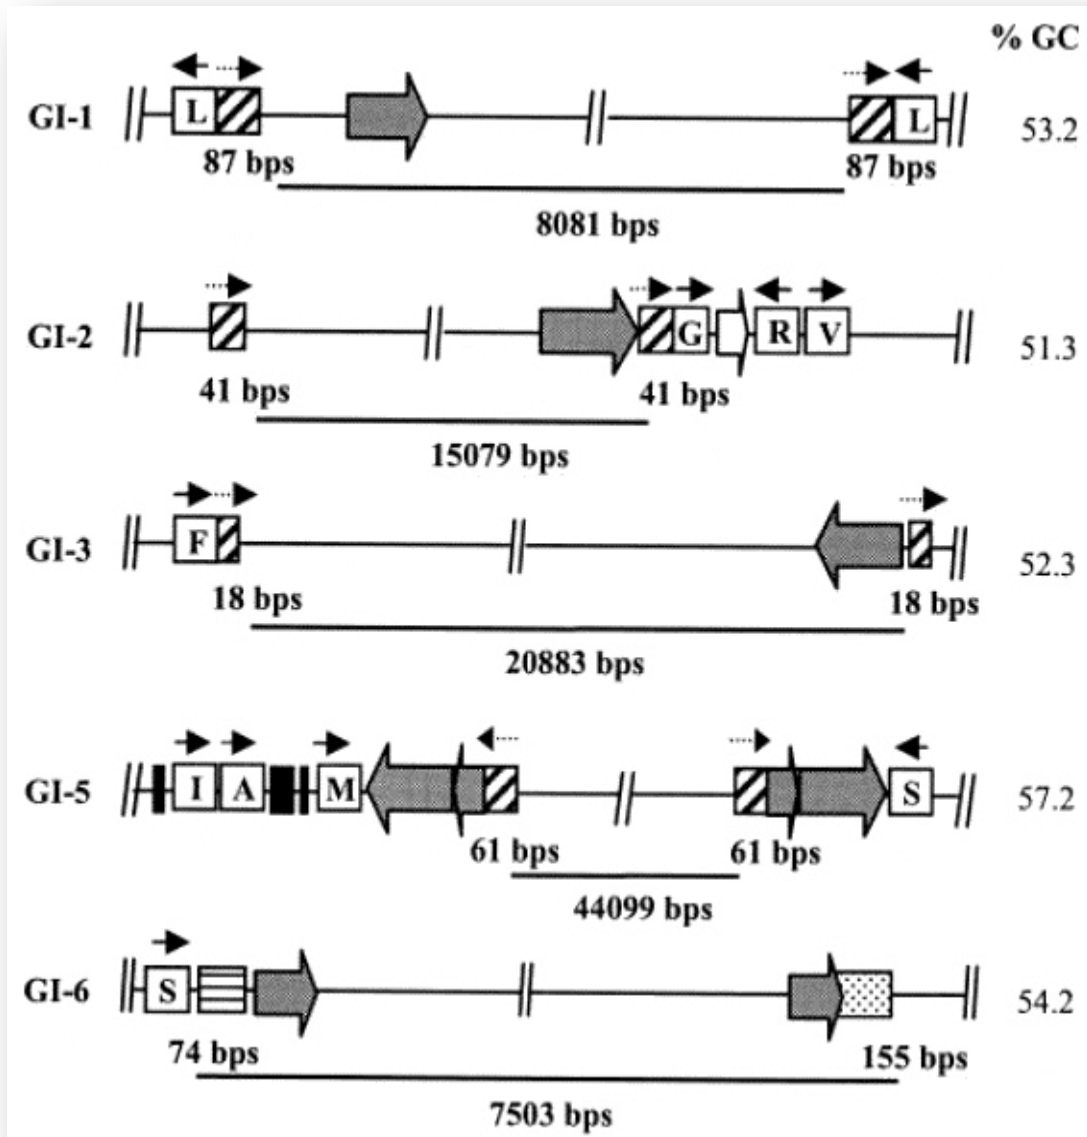 % GC
GI-1 L L 53.2
87 bps 87 bps
8081 bps
GI-2 G R V 51.3
41 bps 41 bps
15079 bps
GI-3 F 52.3
18 bps 18 bps
20883 bps
GI-5 I A M S 57.2
61 bps 61 bps
44099 bps
GI-6 S 54.2
74 bps 155 bps
7503 bps